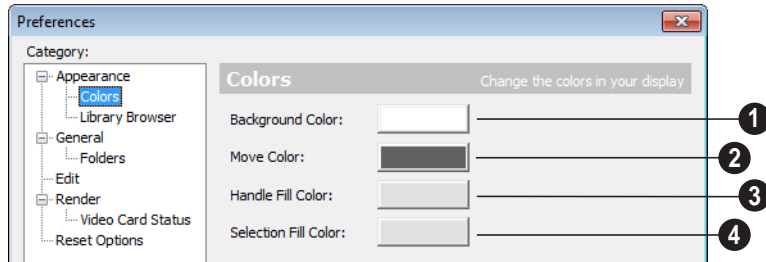 Preferences
Category:
Appearance
Colors
Library Browser
General
Folders
Edit
Render
Video Card Status
Reset Options
Colors Change the colors in your display
Background Color: 1
Move Color: 2
Handle Fill Color: 3
Selection Fill Color: 4